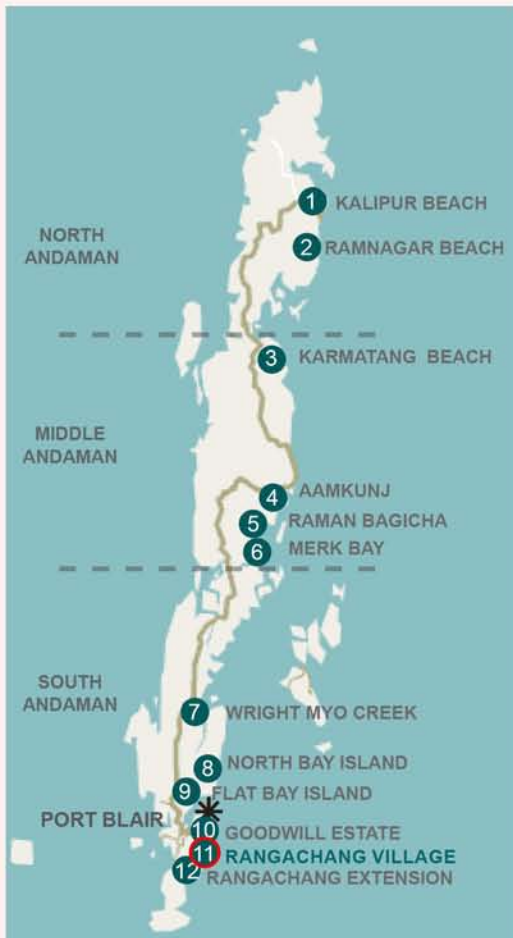 1 KALIPUR BEACH
NORTH
ANDAMAN
2 RAMNAGAR BEACH
3 KARMATANG BEACH
MIDDLE
ANDAMAN
4 AAMKUNJ
5 RAMAN BAGICHA
6 MERK BAY
SOUTH
ANDAMAN
7 WRIGHT MYO CREEK
8 NORTH BAY ISLAND
9 FLAT BAY ISLAND
PORT BLAIR
10 GOODWILL ESTATE
11 RANGACHANG VILLAGE
12 RANGACHANG EXTENSION